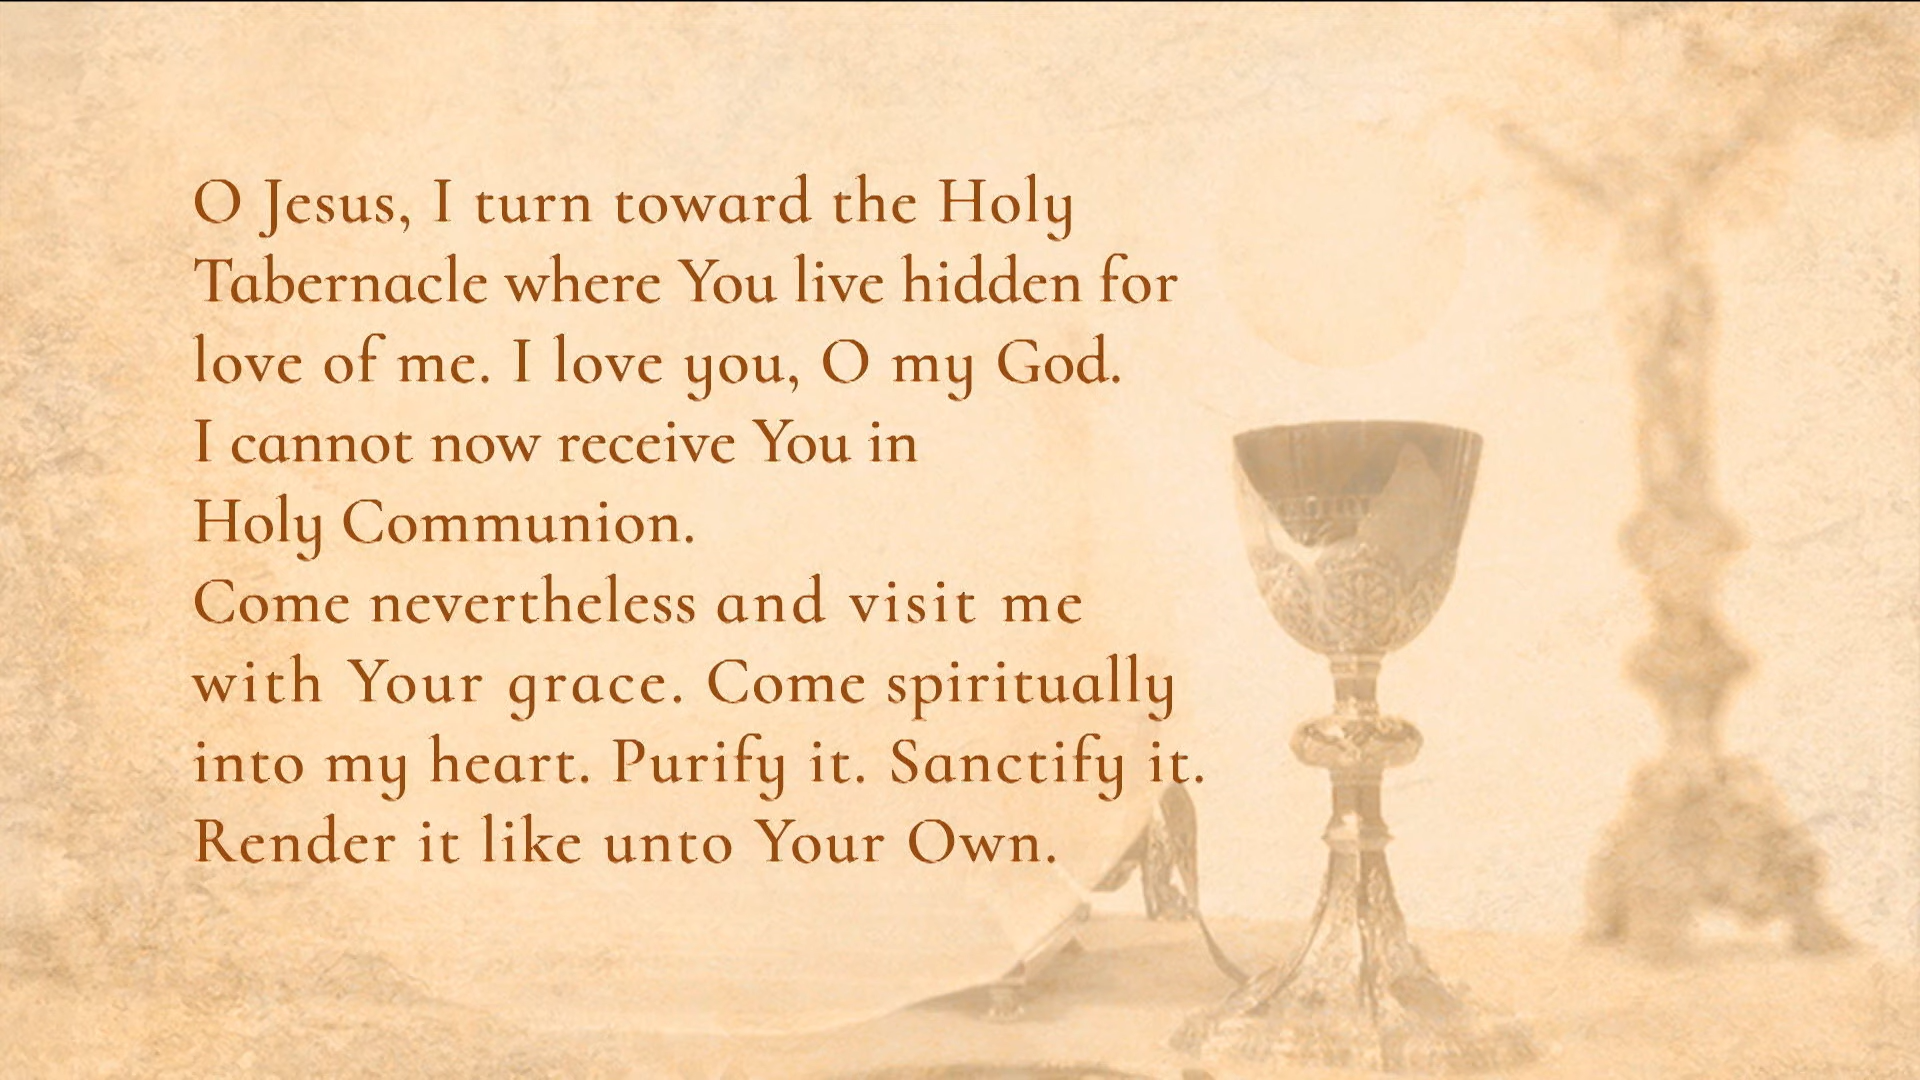 O Jesus, I turn toward the Holy
Tabernacle where You live hidden for
love of me. I love you, O my God.
I cannot now receive You in
Holy Communion.
Come nevertheless and visit me
with Your grace. Come spiritually
into my heart. Purify it. Sanctify it.
Render it like unto Your Own.